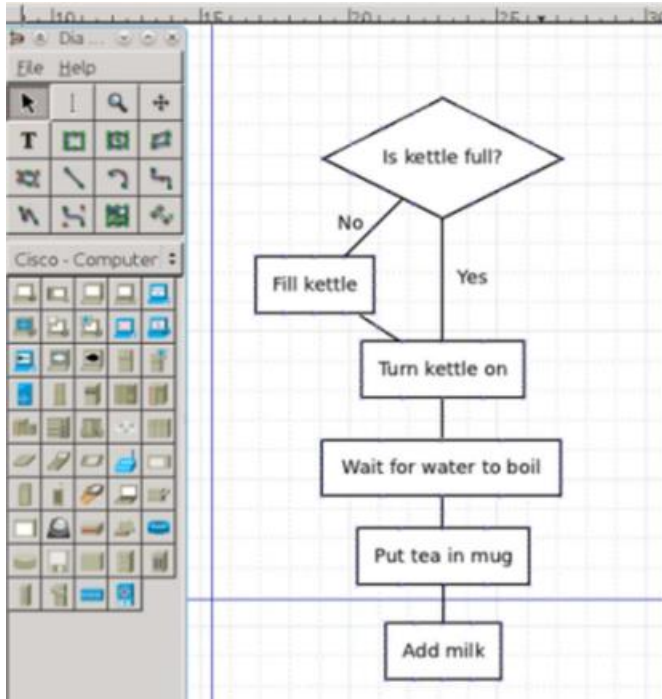 10 15 20 25 30
Dia ...
File Help
T
Cisco - Computer
Is kettle full?
No
Yes
Fill kettle
Turn kettle on
Wait for water to boil
Put tea in mug
Add milk